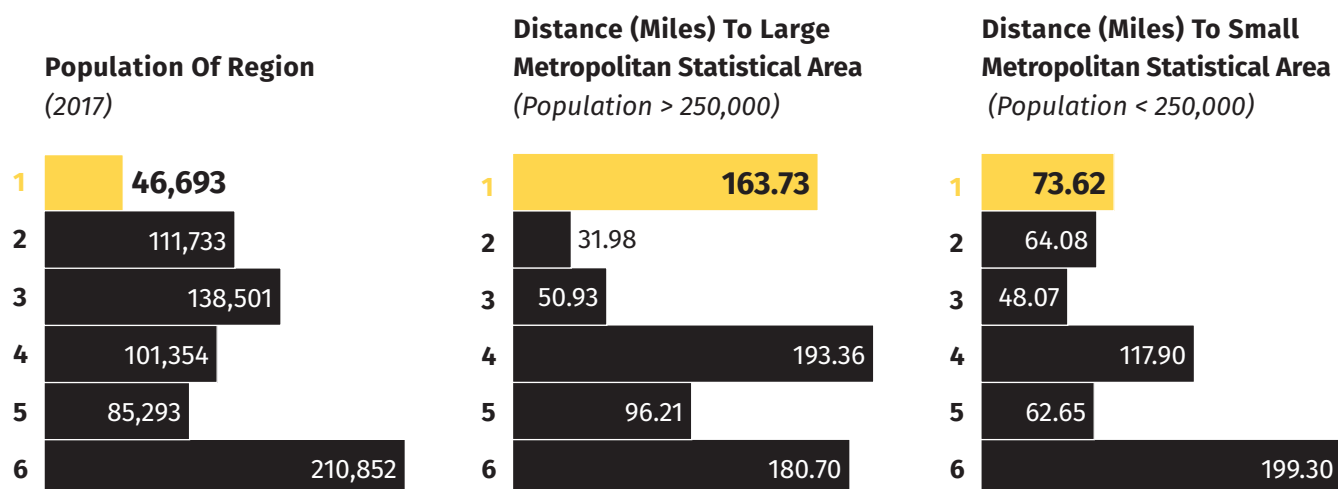 Population Of Region
(2017)
1 46,693
2 111,733
3 138,501
4 101,354
5 85,293
6 210,852
Distance (Miles) To Large
Metropolitan Statistical Area
(Population > 250,000)
1 163.73
2 31.98
3 50.93
4 193.36
5 96.21
6 180.70
Distance (Miles) To Small
Metropolitan Statistical Area
(Population < 250,000)
1 73.62
2 64.08
3 48.07
4 117.90
5 62.65
6 199.30